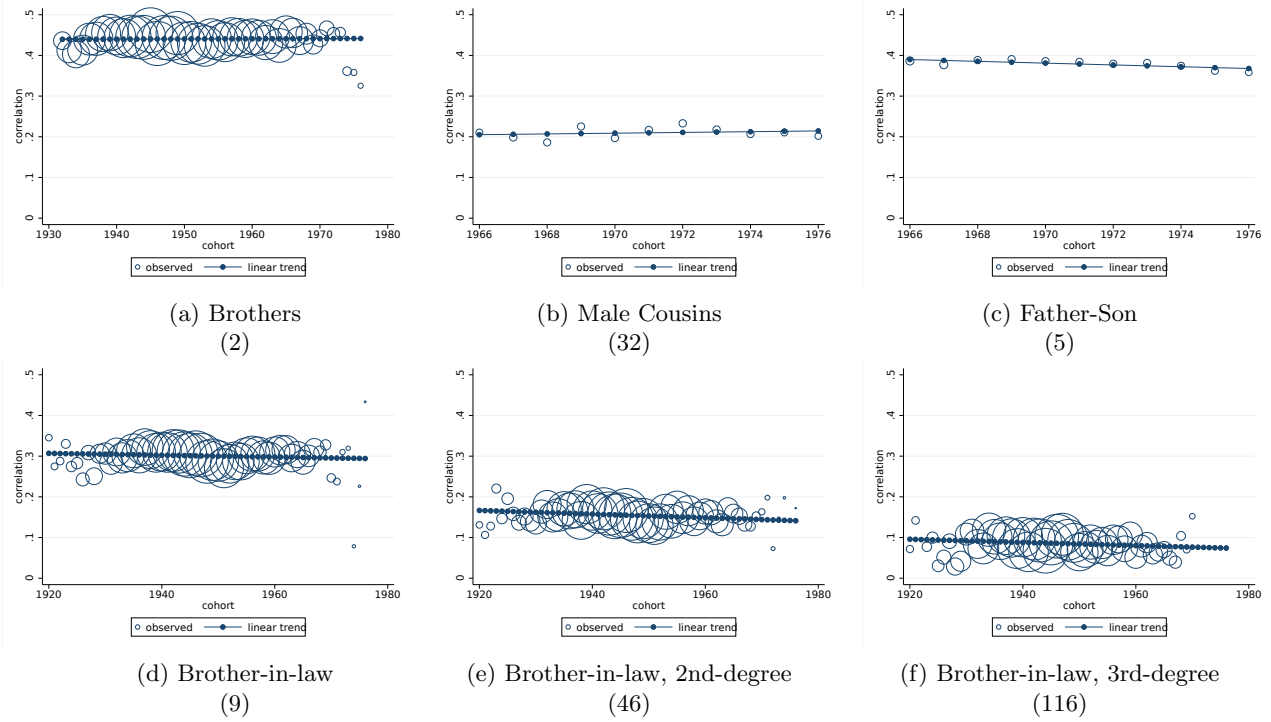 .5
.4
.3
.2
.1
0
correlation
1930 1940 1950 1960 1970 1980
cohort
observed linear trend
(a) Brothers
(2)
.5
.4
.3
.2
.1
0
correlation
1966 1968 1970 1972 1974 1976
cohort
observed linear trend
(b) Male Cousins
(32)
.5
.4
.3
.2
.1
0
correlation
1966 1968 1970 1972 1974 1976
cohort
observed linear trend
(c) Father-Son
(5)
.5
.4
.3
.2
.1
0
correlation
1920 1940 1960 1980
cohort
observed linear trend
(d) Brother-in-law
(9)
.5
.4
.3
.2
.1
0
correlation
1920 1940 1960 1980
cohort
observed linear trend
(e) Brother-in-law, 2nd-degree
(46)
.5
.4
.3
.2
.1
0
correlation
1920 1940 1960 1980
cohort
observed linear trend
(f) Brother-in-law, 3rd-degree
(116)